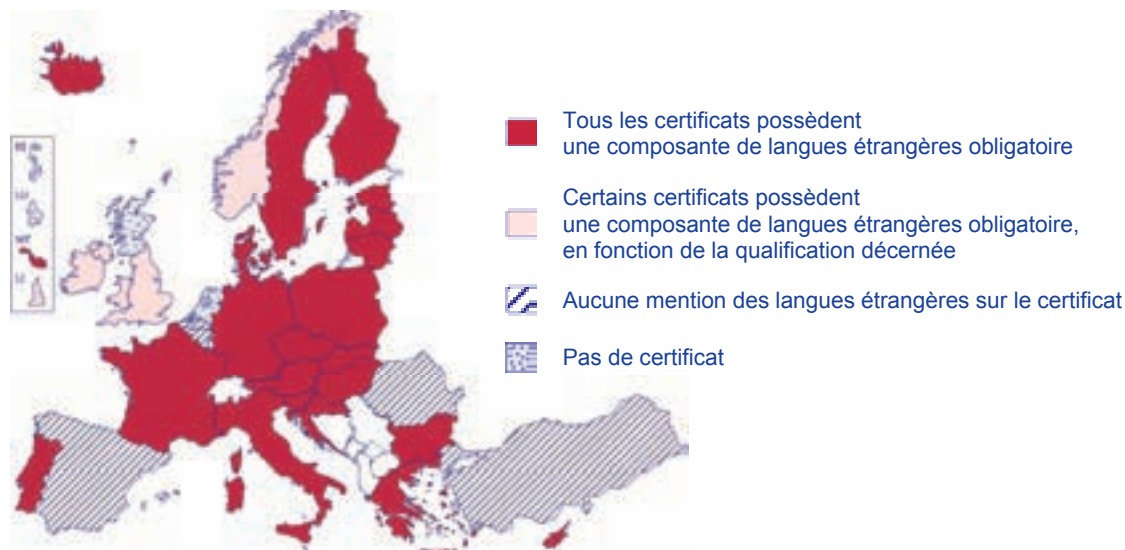 Tous les certificats possèdent
une composante de langues étrangères obligatoire
Certains certificats possèdent
une composante de langues étrangères obligatoire,
en fonction de la qualification décernée
Aucune mention des langues étrangères sur le certificat
Pas de certificat